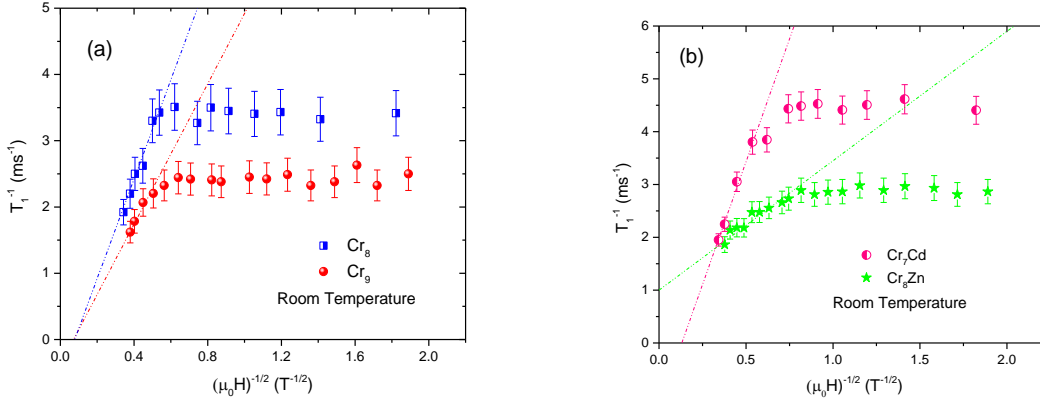 (a)
5
4
3
2
1
0
T₁⁻¹ (ms⁻¹)
Cr₈
Cr₉
Room Temperature
0.0 0.4 0.8 1.2 1.6 2.0
(μ₀H)⁻¹/² (T⁻¹/²)
(b)
6
5
4
3
2
1
0
T₁⁻¹ (ms⁻¹)
Cr₇Cd
Cr₈Zn
Room Temperature
0.0 0.5 1.0 1.5 2.0
(μ₀H)⁻¹/² (T⁻¹/²)